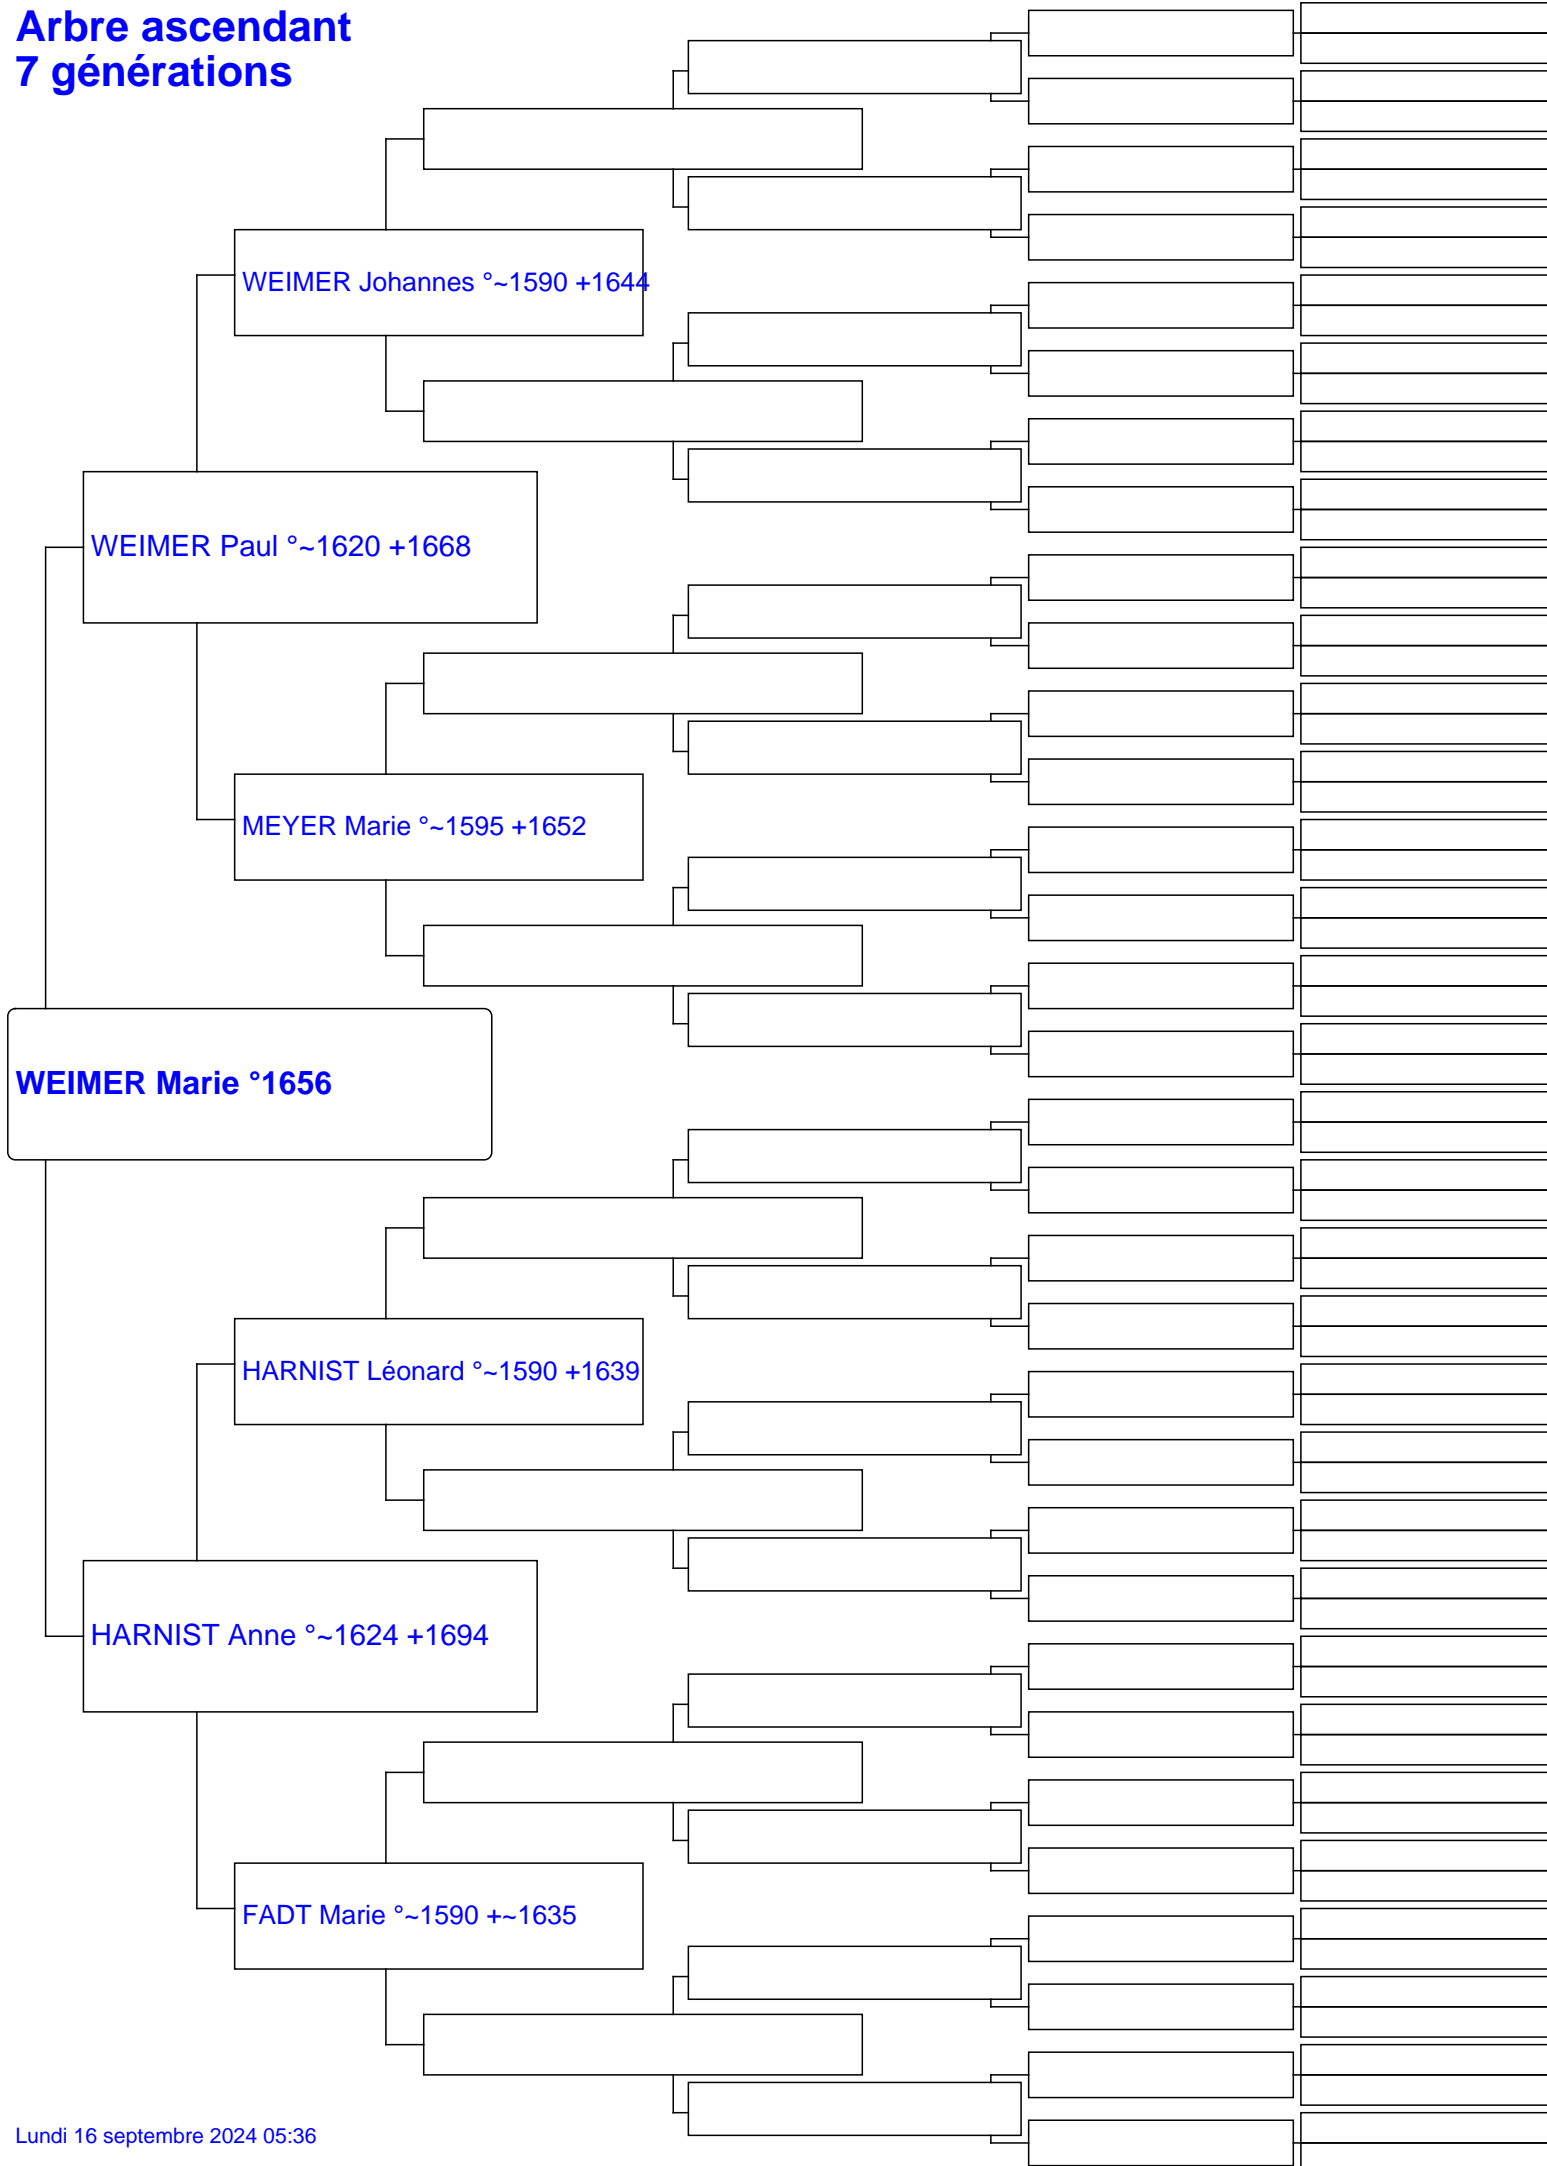 Arbre ascendant
7 générations
WEIMER Johannes °~1590 +1644
WEIMER Paul °~1620 +1668
MEYER Marie °~1595 +1652
WEIMER Marie °1656
HARNIST Léonard °~1590 +1639
HARNIST Anne °~1624 +1694
FADT Marie °~1590 +~1635
Lundi 16 septembre 2024 05:36